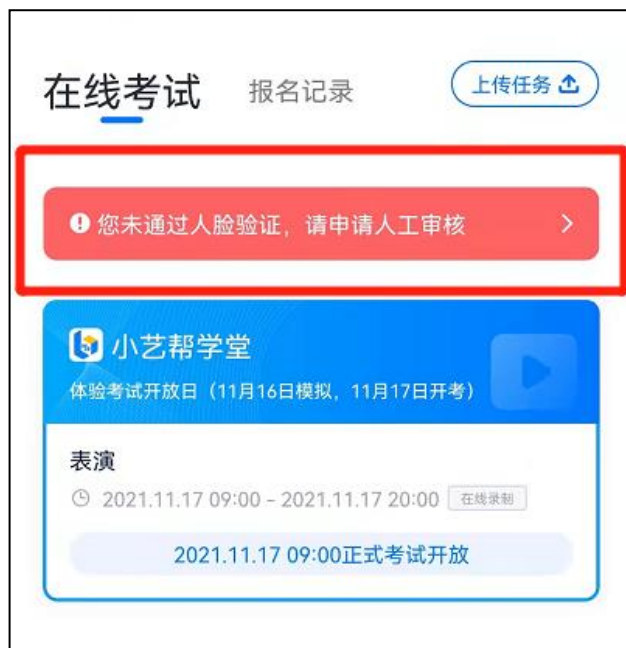 在线考试 报名记录 上传任务
您未通过人脸验证，请申请人工审核
小艺帮学堂
体验考试开放日（11月16日模拟，11月17日开考）
表演
2021.11.17 09:00 - 2021.11.17 20:00 在线录制
2021.11.17 09:00正式考试开放